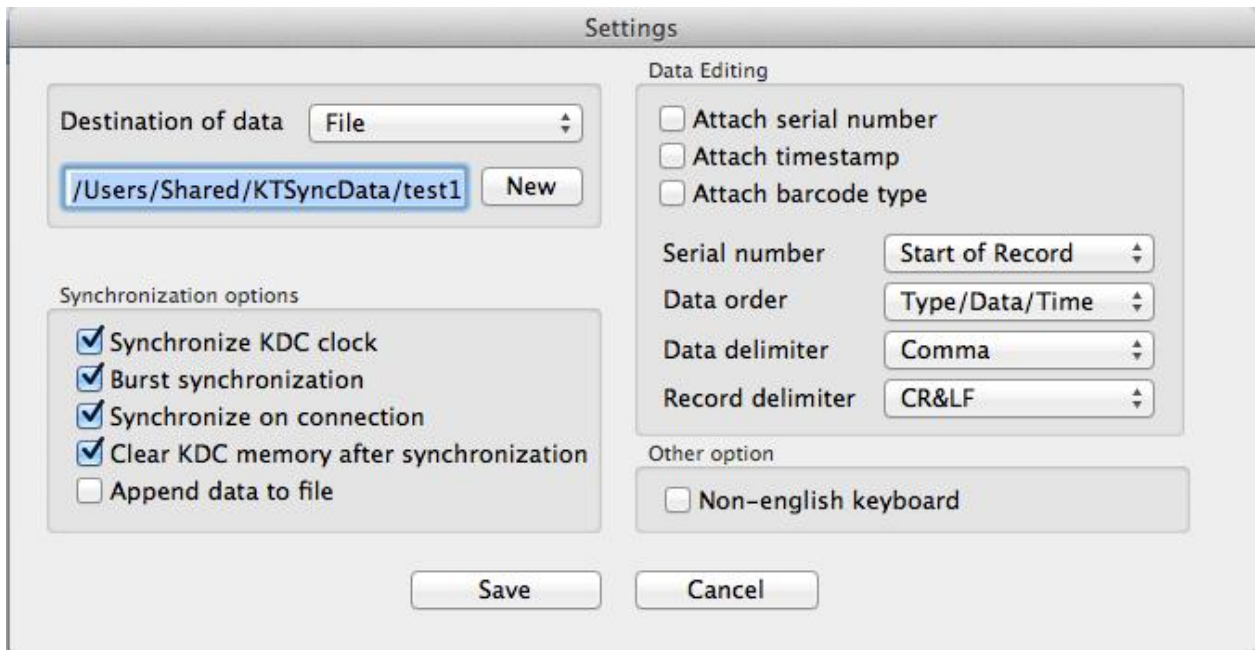 Settings
Destination of data File
/Users/Shared/KTSyncData/test1 New
Synchronization options
Synchronize KDC clock
Burst synchronization
Synchronize on connection
Clear KDC memory after synchronization
Append data to file
Data Editing
Attach serial number
Attach timestamp
Attach barcode type
Serial number Start of Record
Data order Type/Data/Time
Data delimiter Comma
Record delimiter CR&LF
Other option
Non-english keyboard
Save Cancel